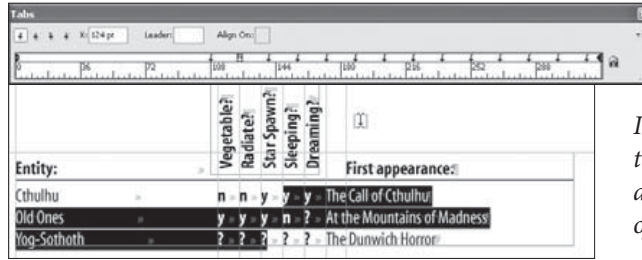 Tabs
X: 124 pt Leader: Align On:
0 36 72 108 144 180 216 252 288
Vegetable?
Radiate?
Star Spawn?
Sleeping?
Dreaming?
Entity: » First appearance:¶
Cthulhu » n » n » y » y » y » The Call of Cthulhu¶
Old Ones » y » y » y » n » ? » At the Mountains of Madness¶
Yog-Sothoth » ? » ? » ? » ? » ? » The Dunwich Horror